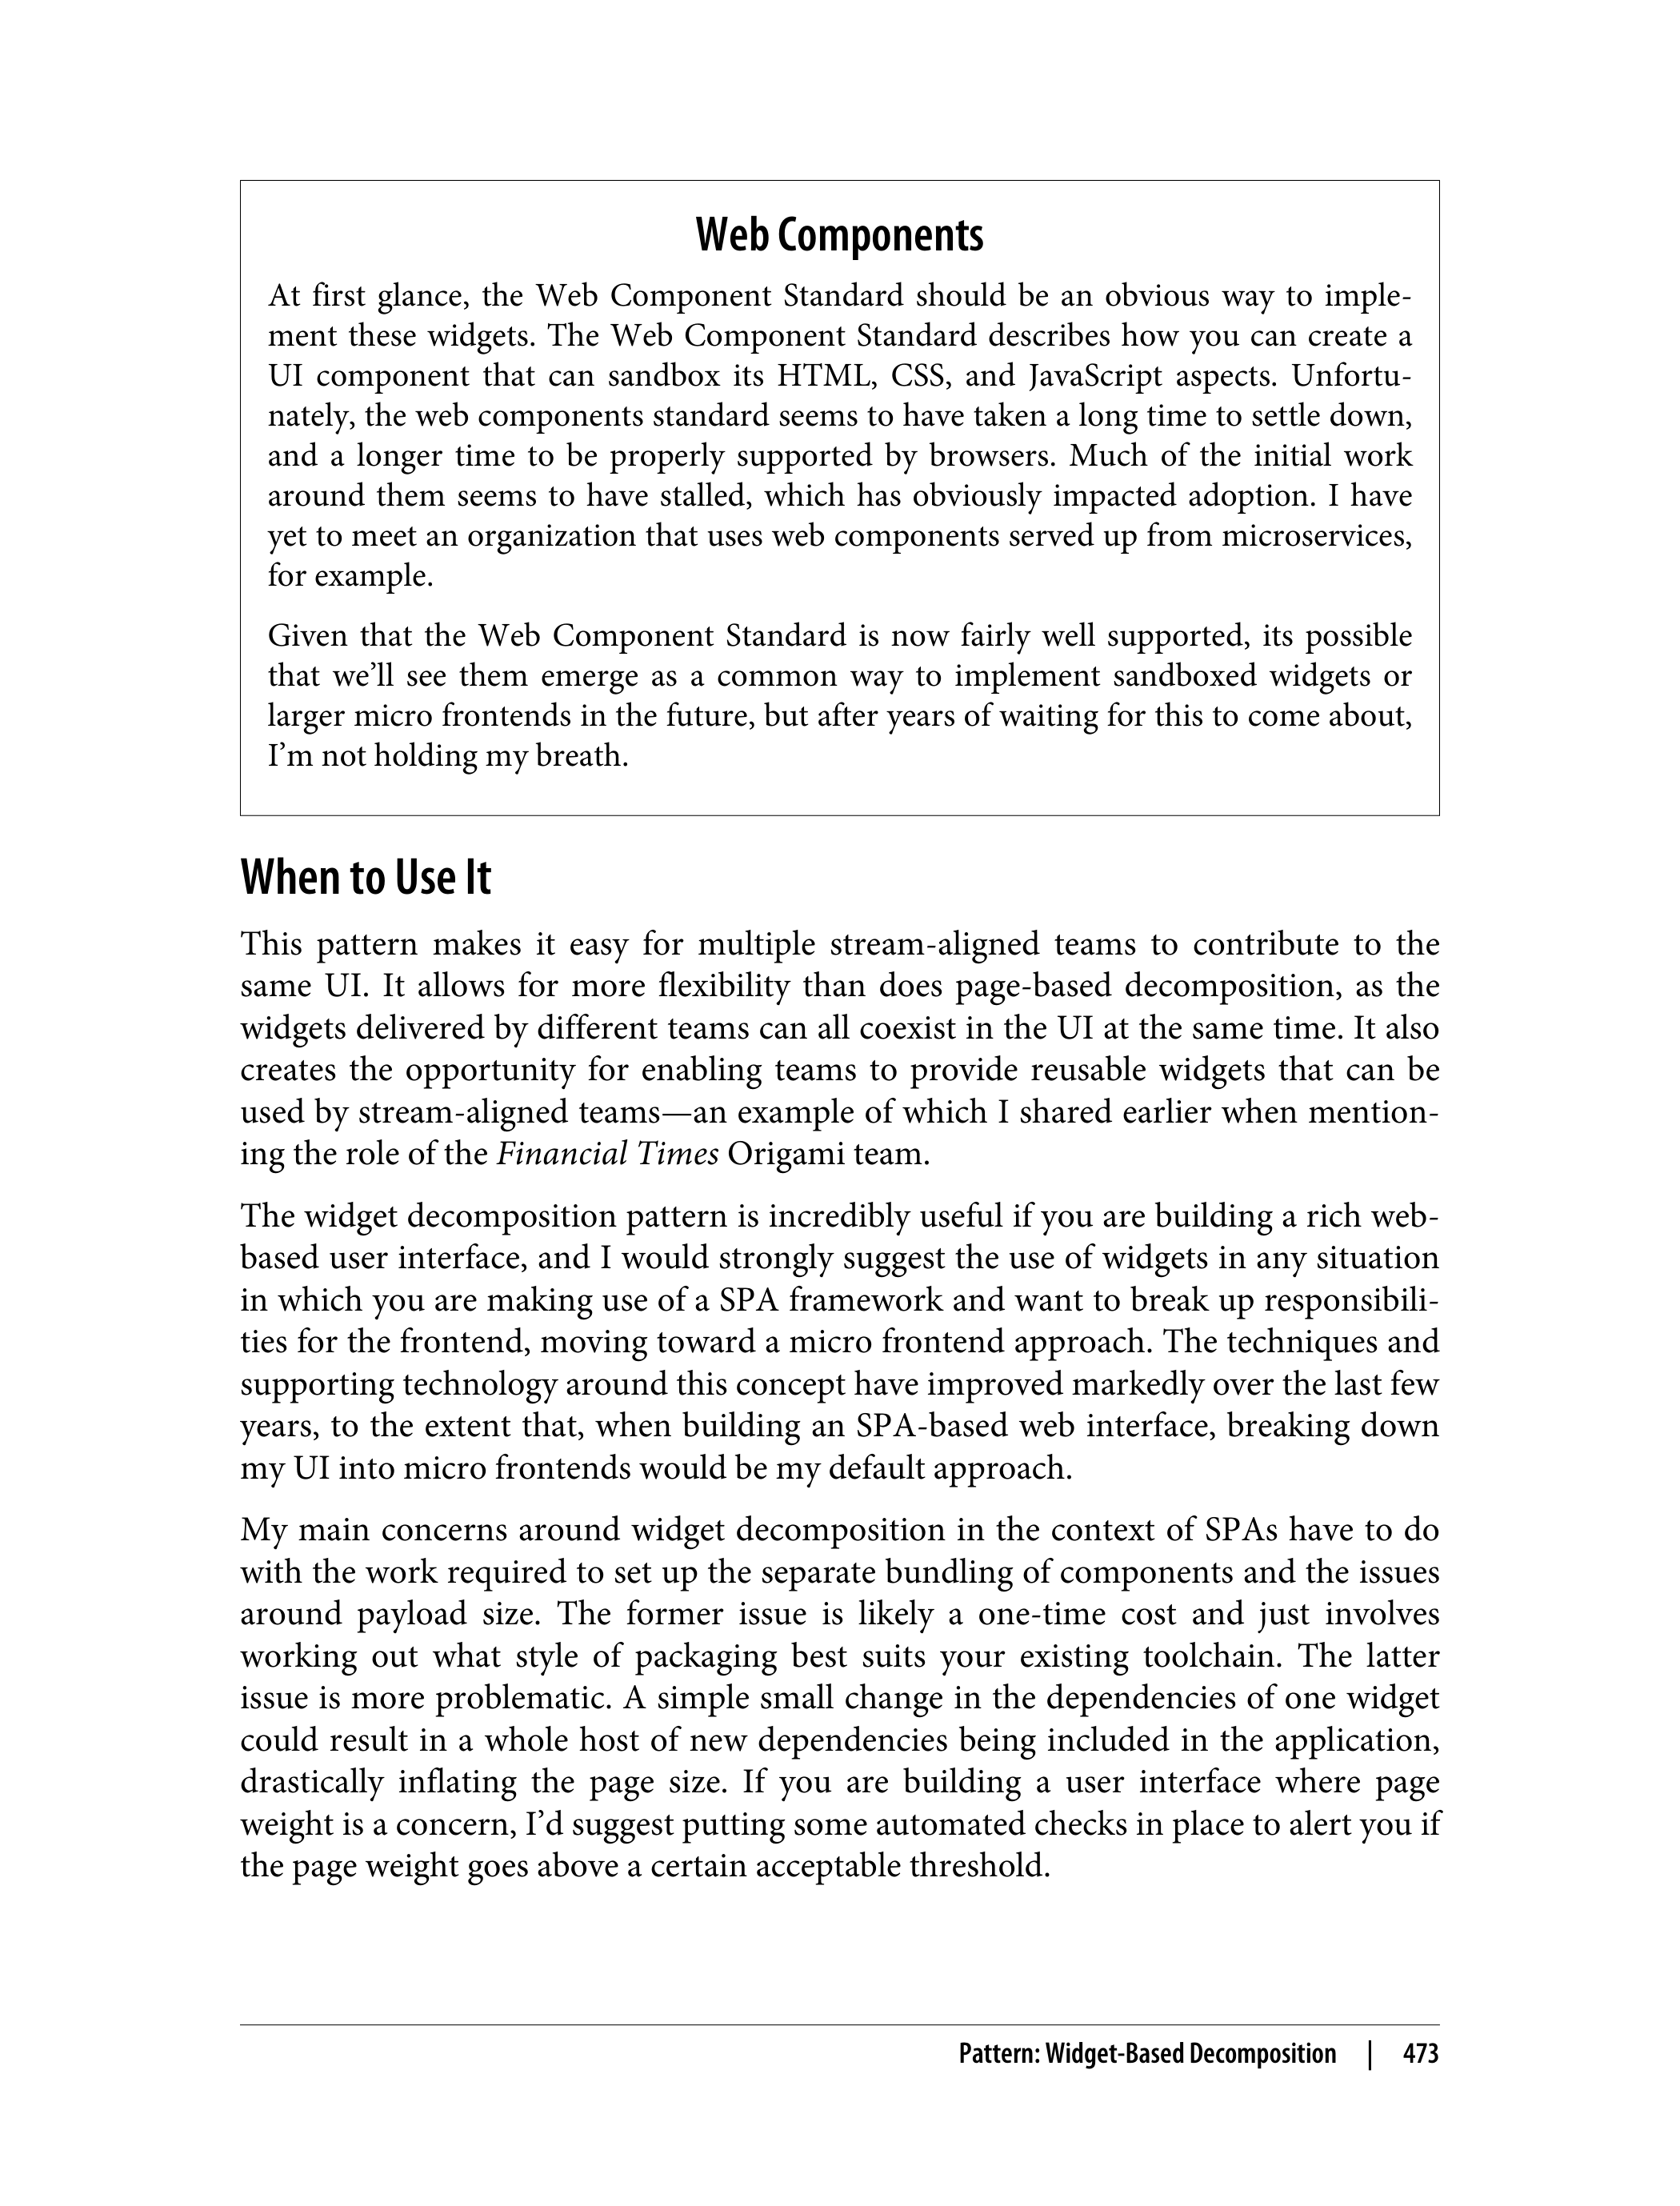 Web Components
At first glance, the Web Component Standard should be an obvious way to imple-
ment these widgets. The Web Component Standard describes how you can create a
UI component that can sandbox its HTML, CSS, and JavaScript aspects. Unfortu-
nately, the web components standard seems to have taken a long time to settle down,
and a longer time to be properly supported by browsers. Much of the initial work
around them seems to have stalled, which has obviously impacted adoption. I have
yet to meet an organization that uses web components served up from microservices,
for example.
Given that the Web Component Standard is now fairly well supported, its possible
that we’ll see them emerge as a common way to implement sandboxed widgets or
larger micro frontends in the future, but after years of waiting for this to come about,
I’m not holding my breath.
When to Use It
This pattern makes it easy for multiple stream-aligned teams to contribute to the
same UI. It allows for more flexibility than does page-based decomposition, as the
widgets delivered by different teams can all coexist in the UI at the same time. It also
creates the opportunity for enabling teams to provide reusable widgets that can be
used by stream-aligned teams—an example of which I shared earlier when mention-
ing the role of the Financial Times Origami team.
The widget decomposition pattern is incredibly useful if you are building a rich web-
based user interface, and I would strongly suggest the use of widgets in any situation
in which you are making use of a SPA framework and want to break up responsibili-
ties for the frontend, moving toward a micro frontend approach. The techniques and
supporting technology around this concept have improved markedly over the last few
years, to the extent that, when building an SPA-based web interface, breaking down
my UI into micro frontends would be my default approach.
My main concerns around widget decomposition in the context of SPAs have to do
with the work required to set up the separate bundling of components and the issues
around payload size. The former issue is likely a one-time cost and just involves
working out what style of packaging best suits your existing toolchain. The latter
issue is more problematic. A simple small change in the dependencies of one widget
could result in a whole host of new dependencies being included in the application,
drastically inflating the page size. If you are building a user interface where page
weight is a concern, I’d suggest putting some automated checks in place to alert you if
the page weight goes above a certain acceptable threshold.
Pattern: Widget-Based Decomposition | 473